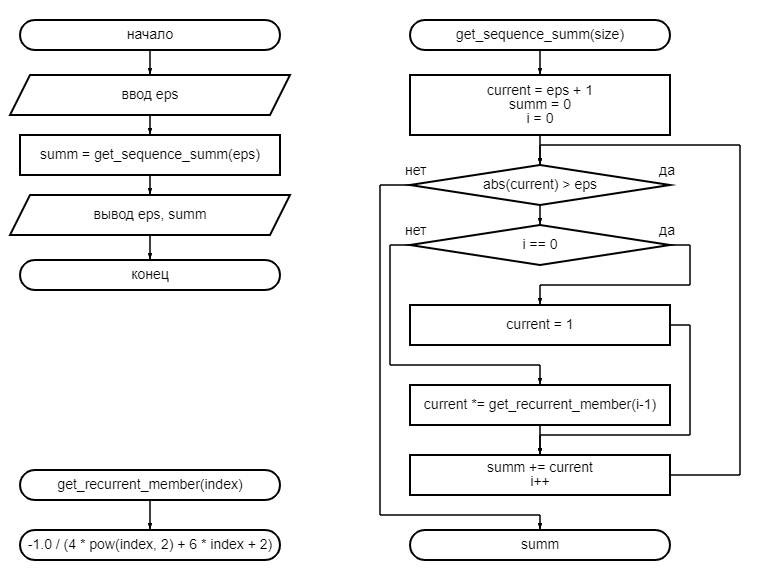 начало
ввод eps
summ = get_sequence_summ(eps)
вывод eps, summ
конец
get_recurrent_member(index)
-1.0 / (4 * pow(index, 2) + 6 * index + 2)
get_sequence_summ(size)
current = eps + 1
summ = 0
i = 0
нет
да
abs(current) > eps
нет
да
i == 0
current = 1
current *= get_recurrent_member(i-1)
summ += current
i++
summ